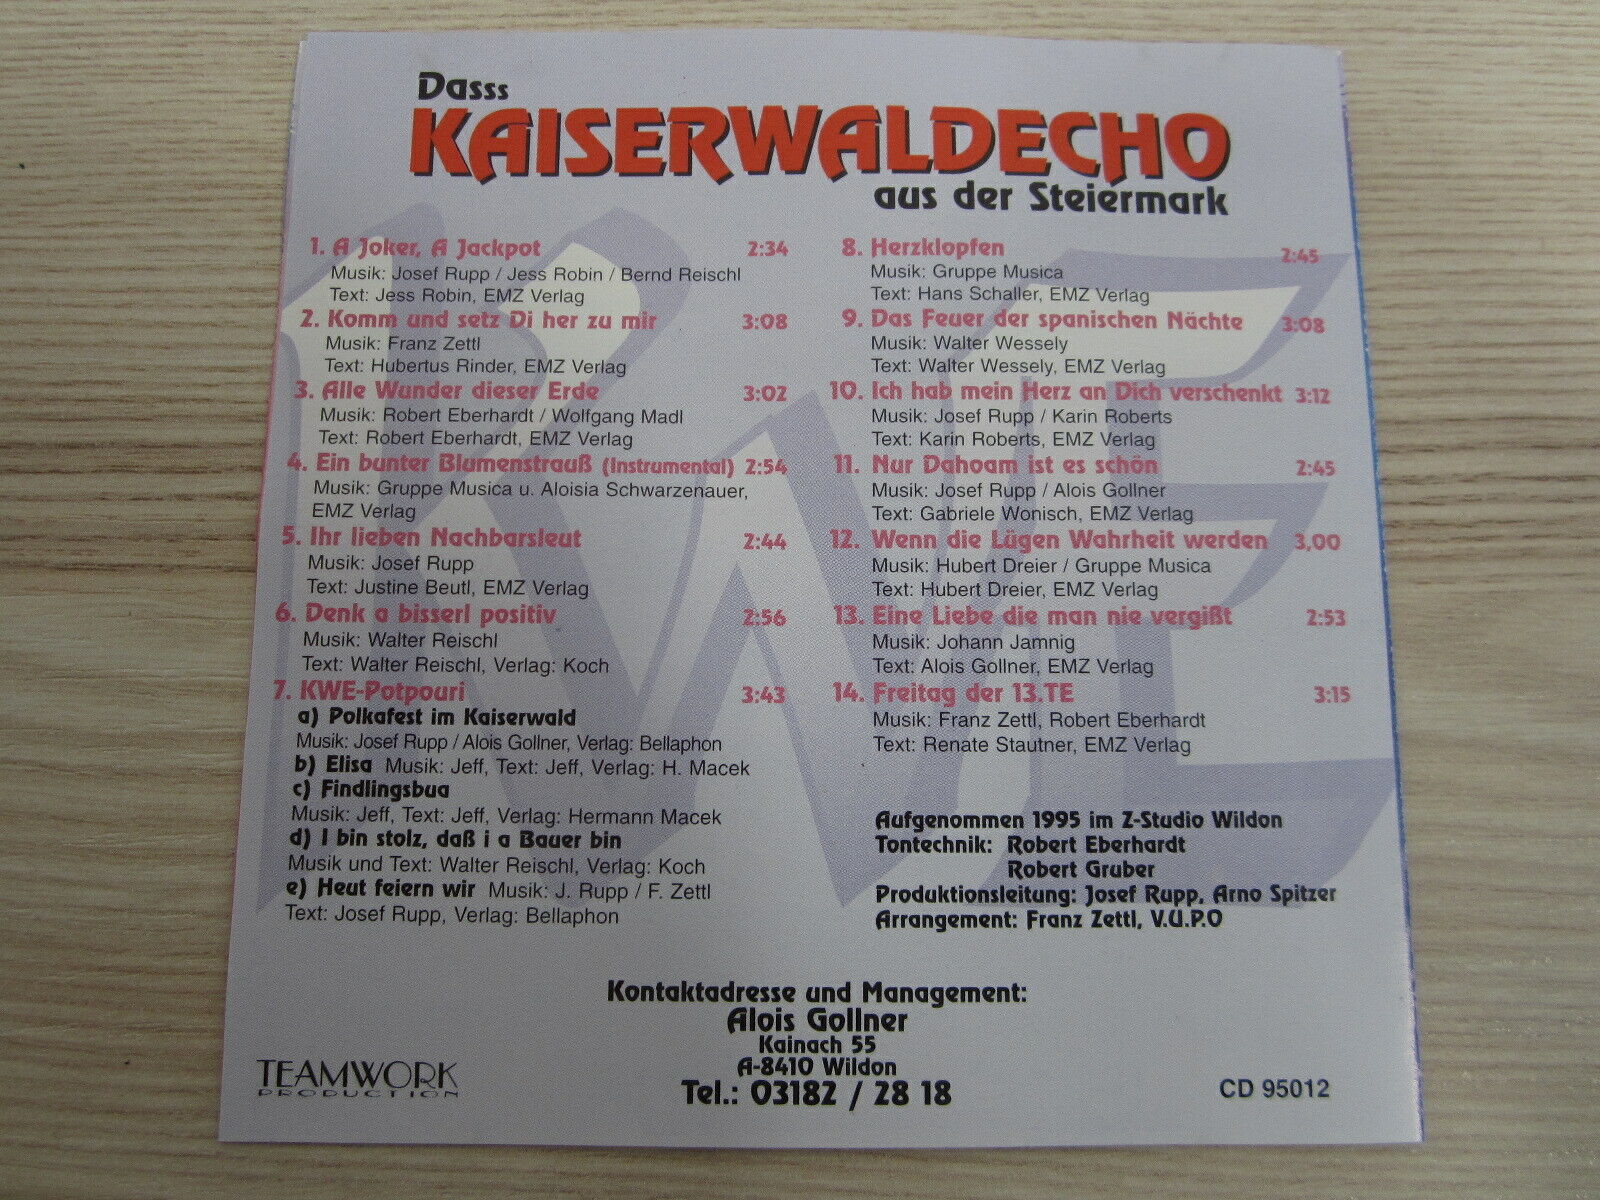 Dasss
KAISERWALDECHO
aus der Steiermark
1. A Joker, A Jackpot 2:34
Musik: Josef Rupp / Jess Robin / Bernd Reischl
Text: Jess Robin, EMZ Verlag
2. Komm und setz Di her zu mir 3:08
Musik: Franz Zettl
Text: Hubertus Rinder, EMZ Verlag
3. Alle Wunder dieser Erde 3:02
Musik: Robert Eberhardt / Wolfgang Madl
Text: Robert Eberhardt, EMZ Verlag
4. Ein bunter Blumenstrauß (Instrumental) 2:54
Musik: Gruppe Musica u. Aloisia Schwarzenauer,
EMZ Verlag
5. Ihr lieben Nachbarsleut 2:44
Musik: Josef Rupp
Text: Justine Beutl, EMZ Verlag
6. Denk a bisserl positiv 2:56
Musik: Walter Reischl
Text: Walter Reischl, Verlag: Koch
7. KWE-Potpouri 3:43
a) Polkafest im Kaiserwald
Musik: Josef Rupp / Alois Gollner, Verlag: Bellaphon
b) Elisa Musik: Jeff, Text: Jeff, Verlag: H. Macek
c) Findlingsbua
Musik: Jeff, Text: Jeff, Verlag: Hermann Macek
d) I bin stolz, daß i a Bauer bin
Musik und Text: Walter Reischl, Verlag: Koch
e) Heut feiern wir Musik: J. Rupp / F. Zettl
Text: Josef Rupp, Verlag: Bellaphon
8. Herzklopfen 2:45
Musik: Gruppe Musica
Text: Hans Schaller, EMZ Verlag
9. Das Feuer der spanischen Nächte 3:08
Musik: Walter Wessely
Text: Walter Wessely, EMZ Verlag
10. Ich hab mein Herz an Dich verschenkt 3:12
Musik: Josef Rupp / Karin Roberts
Text: Karin Roberts, EMZ Verlag
11. Nur Dahoam ist es schön 2:45
Musik: Josef Rupp / Alois Gollner
Text: Gabriele Wonisch, EMZ Verlag
12. Wenn die Lügen Wahrheit werden 3,00
Musik: Hubert Dreier / Gruppe Musica
Text: Hubert Dreier, EMZ Verlag
13. Eine Liebe die man nie vergißt 2:53
Musik: Johann Jamnig
Text: Alois Gollner, EMZ Verlag
14. Freitag der 13.TE 3:15
Musik: Franz Zettl, Robert Eberhardt
Text: Renate Stautner, EMZ Verlag
Aufgenommen 1995 im Z-Studio Wildon
Tontechnik: Robert Eberhardt
Robert Gruber
Produktionsleitung: Josef Rupp, Arno Spitzer
Arrangement: Franz Zettl, V.U.P.O
Kontaktadresse und Management:
Alois Gollner
Kainach 55
A-8410 Wildon
Tel.: 03182 / 28 18
TEAMWORK
PRODUCTION
CD 95012
KWE